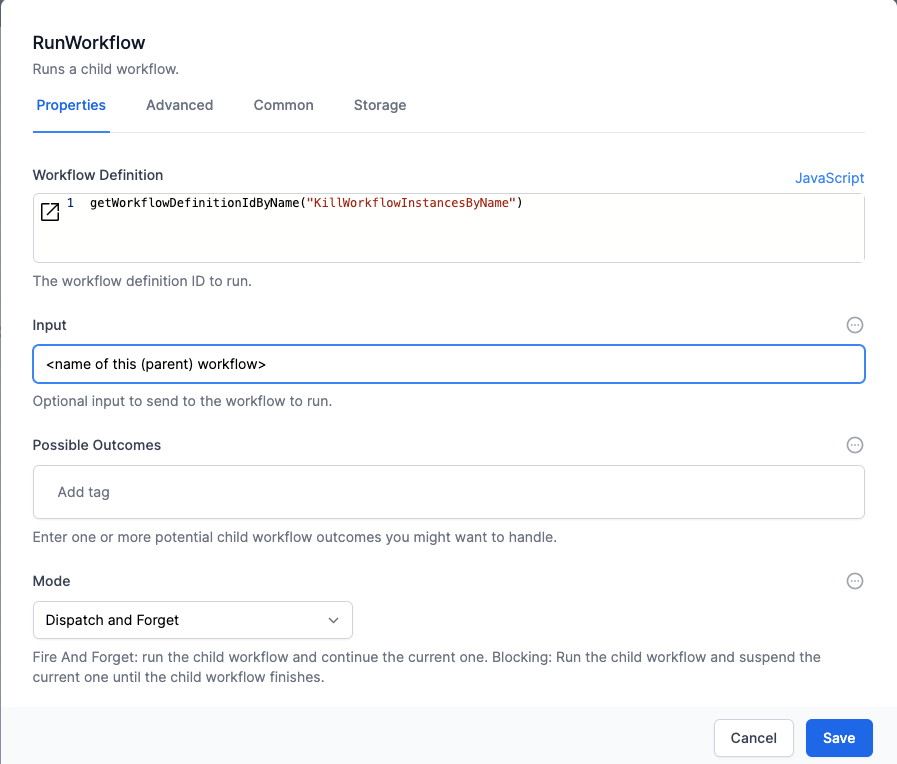 RunWorkflow
Runs a child workflow.
Properties Advanced Common Storage
Workflow Definition JavaScript
1 getWorkflowDefinitionIdByName("KillWorkflowInstancesByName")
The workflow definition ID to run.
Input
<name of this (parent) workflow>
Optional input to send to the workflow to run.
Possible Outcomes
Add tag
Enter one or more potential child workflow outcomes you might want to handle.
Mode
Dispatch and Forget
Fire And Forget: run the child workflow and continue the current one. Blocking: Run the child workflow and suspend the
current one until the child workflow finishes.
Cancel Save